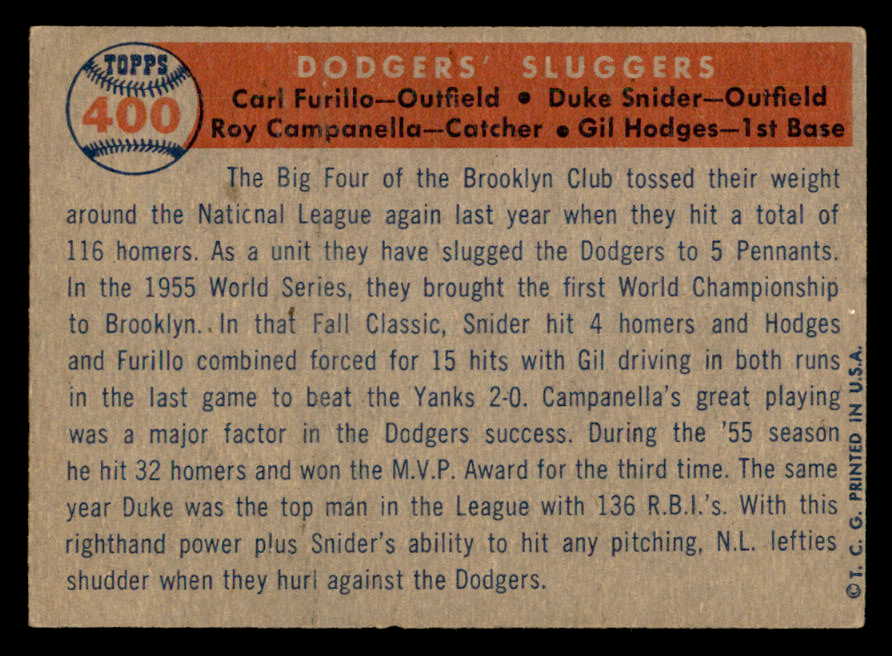 TOPPS
400
DODGERS' SLUGGERS
Carl Furillo—Outfield • Duke Snider—Outfield
Roy Campanella—Catcher • Gil Hodges—1st Base
The Big Four of the Brooklyn Club tossed their weight
around the National League again last year when they hit a total of
116 homers. As a unit they have slugged the Dodgers to 5 Pennants.
In the 1955 World Series, they brought the first World Championship
to Brooklyn. In that Fall Classic, Snider hit 4 homers and Hodges
and Furillo combined forced for 15 hits with Gil driving in both runs
in the last game to beat the Yanks 2-0. Campanella's great playing
was a major factor in the Dodgers success. During the '55 season
he hit 32 homers and won the M.V.P. Award for the third time. The same
year Duke was the top man in the League with 136 R.B.I.'s. With this
righthand power plus Snider's ability to hit any pitching, N.L. lefties
shudder when they hurl against the Dodgers.
© T. C. G. PRINTED IN U.S.A.